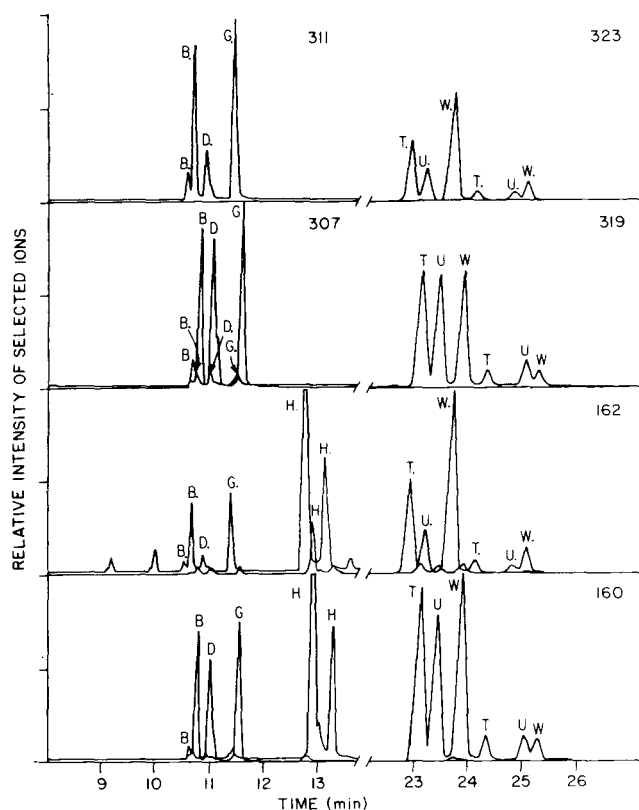 RELATIVE INTENSITY OF SELECTED IONS
311
323
B.
B.
D.
G.
T.
U.
W.
T.
U.
W.
307
319
B.
B
B.
D
D.
G
G.
T
U
W
T
U
W
162
B.
B.
D.
G.
H.
H
H.
T.
U.
W.
T.
U.
W.
160
B
B
D
G
H
H
T
U
W
T
U
W
9 10 11 12 13 23 24 25 26
TIME (min)